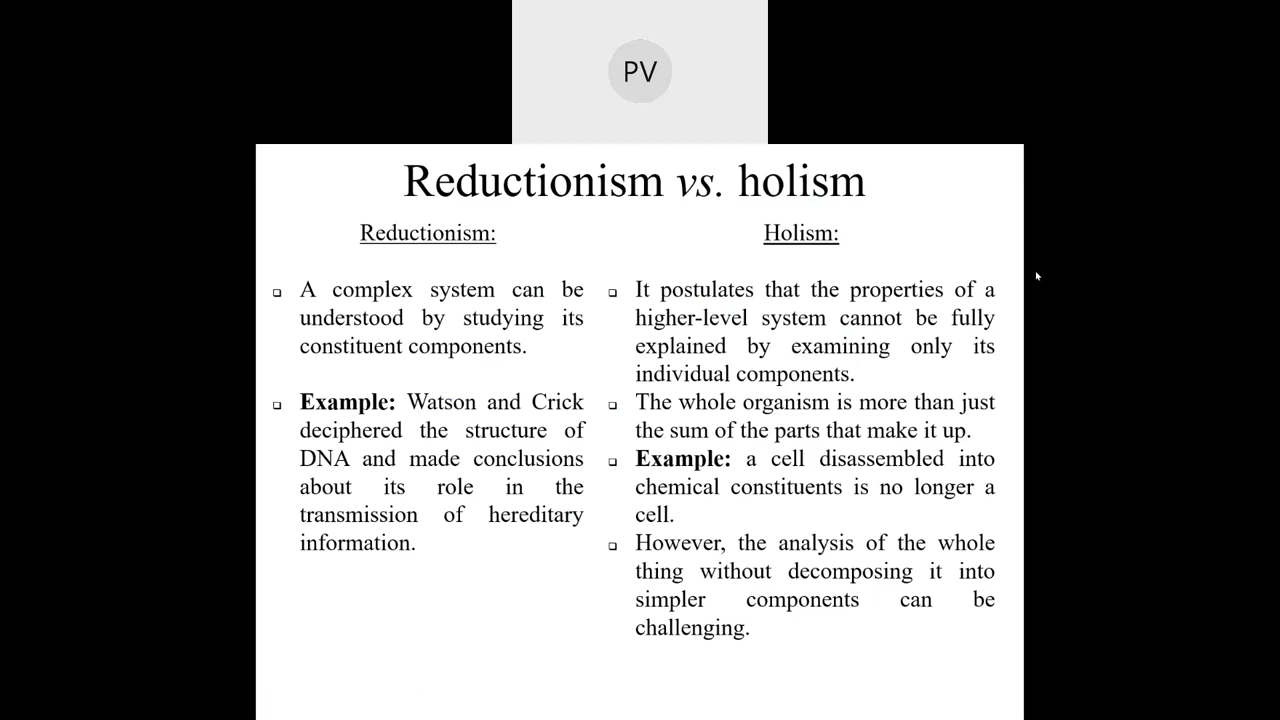 PV
Reductionism vs. holism
Reductionism:
A complex system can be
understood by studying its
constituent components.
Example: Watson and Crick
deciphered the structure of
DNA and made conclusions
about its role in the
transmission of hereditary
information.
Holism:
It postulates that the properties of a
higher-level system cannot be fully
explained by examining only its
individual components.
The whole organism is more than just
the sum of the parts that make it up.
Example: a cell disassembled into
chemical constituents is no longer a
cell.
However, the analysis of the whole
thing without decomposing it into
simpler components can be
challenging.